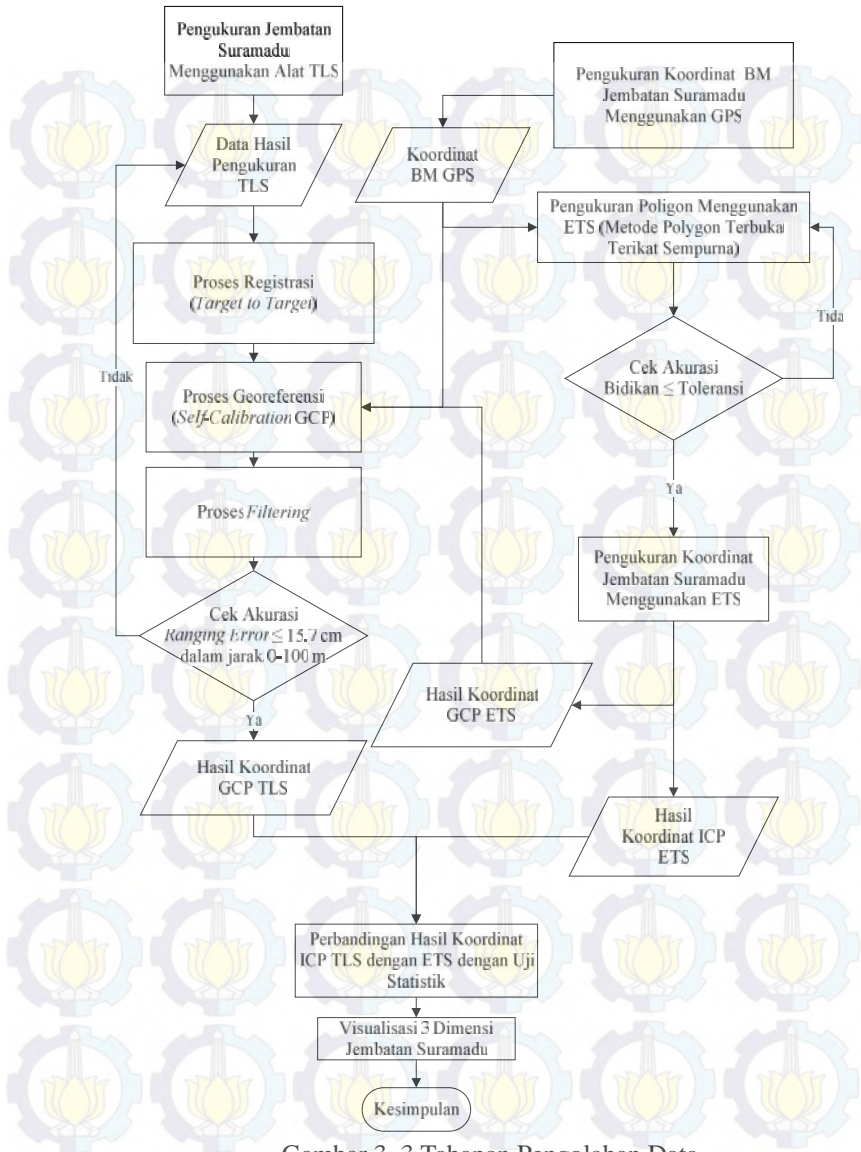 Pengukuran Jembatan
Suramadu
Menggunakan Alat TLS
Pengukuran Koordinat BM
Jembatan Suramadu
Menggunakan GPS
Data Hasil
Pengukuran
TLS
Koordinat
BM GPS
Pengukuran Poligon Menggunakan
ETS (Metode Polygon Terbuka
Terikat Sempurna)
Proses Registrasi
(Target to Target)
Tida
Tidak
Proses Georeferensi
(Self-Calibration GCP)
Cek Akurasi
Bidikan ≤ Toleransi
Ya
Proses Filtering
Pengukuran Koordinat
Jembatan Suramadu
Menggunakan ETS
Cek Akurasi
Ranging Error ≤ 15.7 cm
dalam jarak 0-100 m
Ya
Hasil Koordinat
GCP ETS
Hasil Koordinat
GCP TLS
Hasil
Koordinat ICP
ETS
Perbandingan Hasil Koordinat
ICP TLS dengan ETS dengan Uji
Statistik
Visualisasi 3 Dimensi
Jembatan Suramadu
Kesimpulan
Gambar 3. 3 Tahapan Pengolahan Data